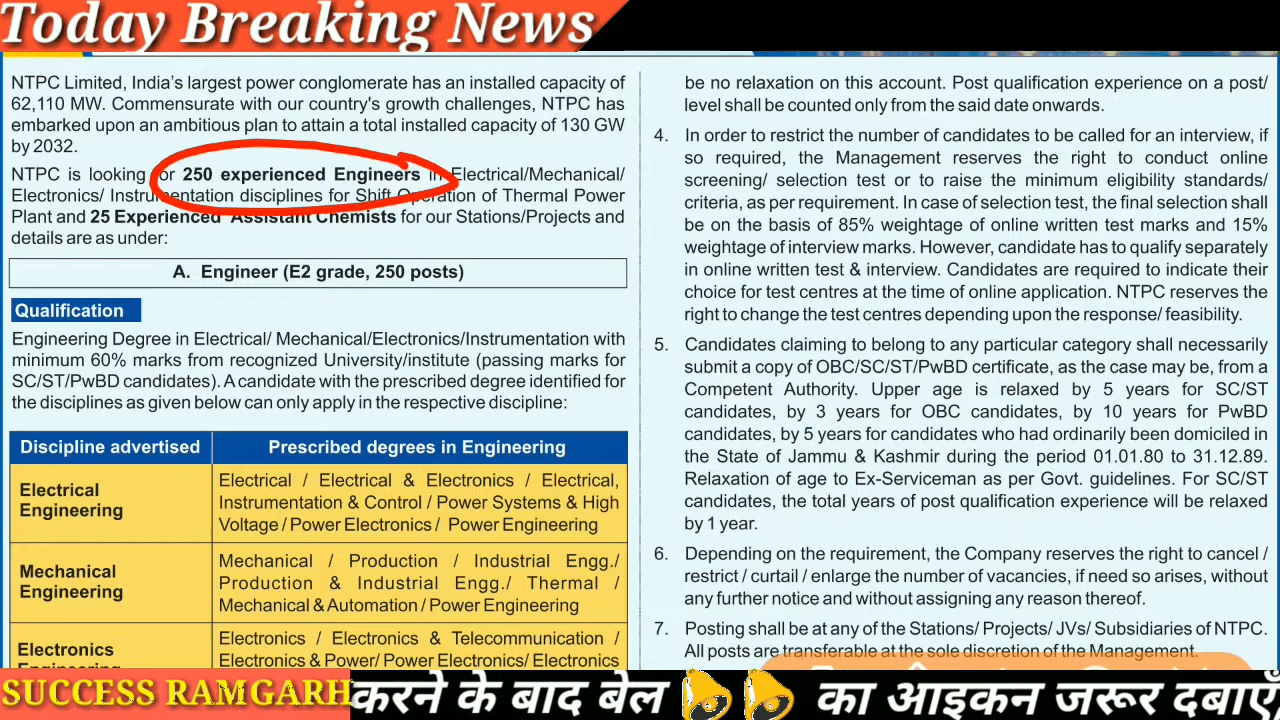 Today Breaking News
NTPC Limited, India's largest power conglomerate has an installed capacity of
62,110 MW. Commensurate with our country's growth challenges, NTPC has
embarked upon an ambitious plan to attain a total installed capacity of 130 GW
by 2032.
NTPC is looking for 250 experienced Engineers in Electrical/Mechanical/
Electronics/ Instrumentation disciplines for Shift Operation of Thermal Power
Plant and 25 Experienced Assistant Chemists for our Stations/Projects and
details are as under:
A. Engineer (E2 grade, 250 posts)
Qualification
Engineering Degree in Electrical/ Mechanical/Electronics/Instrumentation with
minimum 60% marks from recognized University/institute (passing marks for
SC/ST/PwBD candidates). A candidate with the prescribed degree identified for
the disciplines as given below can only apply in the respective discipline:
Discipline advertised
Prescribed degrees in Engineering
Electrical
Engineering
Electrical / Electrical & Electronics / Electrical,
Instrumentation & Control / Power Systems & High
Voltage / Power Electronics / Power Engineering
Mechanical
Engineering
Mechanical / Production / Industrial Engg./
Production & Industrial Engg./ Thermal /
Mechanical & Automation / Power Engineering
Electronics
Engineering
Electronics / Electronics & Telecommunication /
Electronics & Power/ Power Electronics/ Electronics
be no relaxation on this account. Post qualification experience on a post/
level shall be counted only from the said date onwards.
4. In order to restrict the number of candidates to be called for an interview, if
so required, the Management reserves the right to conduct online
screening/ selection test or to raise the minimum eligibility standards/
criteria, as per requirement. In case of selection test, the final selection shall
be on the basis of 85% weightage of online written test marks and 15%
weightage of interview marks. However, candidate has to qualify separately
in online written test & interview. Candidates are required to indicate their
choice for test centres at the time of online application. NTPC reserves the
right to change the test centres depending upon the response/ feasibility.
5. Candidates claiming to belong to any particular category shall necessarily
submit a copy of OBC/SC/ST/PwBD certificate, as the case may be, from a
Competent Authority. Upper age is relaxed by 5 years for SC/ST
candidates, by 3 years for OBC candidates, by 10 years for PwBD
candidates, by 5 years for candidates who had ordinarily been domiciled in
the State of Jammu & Kashmir during the period 01.01.80 to 31.12.89.
Relaxation of age to Ex-Serviceman as per Govt. guidelines. For SC/ST
candidates, the total years of post qualification experience will be relaxed
by 1 year.
6. Depending on the requirement, the Company reserves the right to cancel /
restrict / curtail / enlarge the number of vacancies, if need so arises, without
any further notice and without assigning any reason thereof.
7. Posting shall be at any of the Stations/ Projects/ JVs/ Subsidiaries of NTPC.
All posts are transferable at the sole discretion of the Management.
SUCCESS RAMGARH
करने के बाद बेल 🔔🔔 का आइकन जरूर दबाएँ